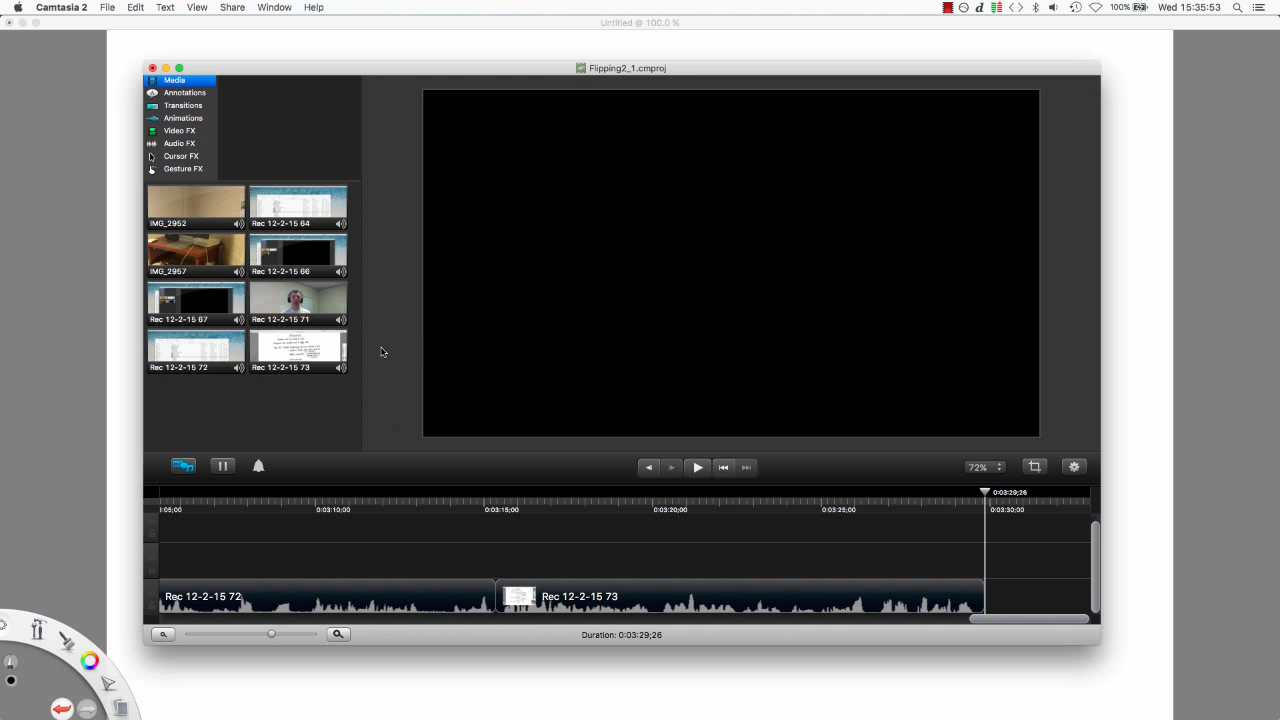 Camtasia 2 File Edit Text View Share Window Help 100% Wed 15:35:53
Untitled @ 100.0 %
Flipping2_1.cmproj
Media
Annotations
Transitions
Animations
Video FX
Audio FX
Cursor FX
Gesture FX
IMG_2952 Rec 12-2-15 64
IMG_2957 Rec 12-2-15 66
Rec 12-2-15 67 Rec 12-2-15 71
Rec 12-2-15 72 Rec 12-2-15 73
72%
0:03:29;26
:05;00 0:03:10;00 0:03:15;00 0:03:20;00 0:03:25;00 0:03:30;00
Rec 12-2-15 72 Rec 12-2-15 73
Duration: 0:03:29;26